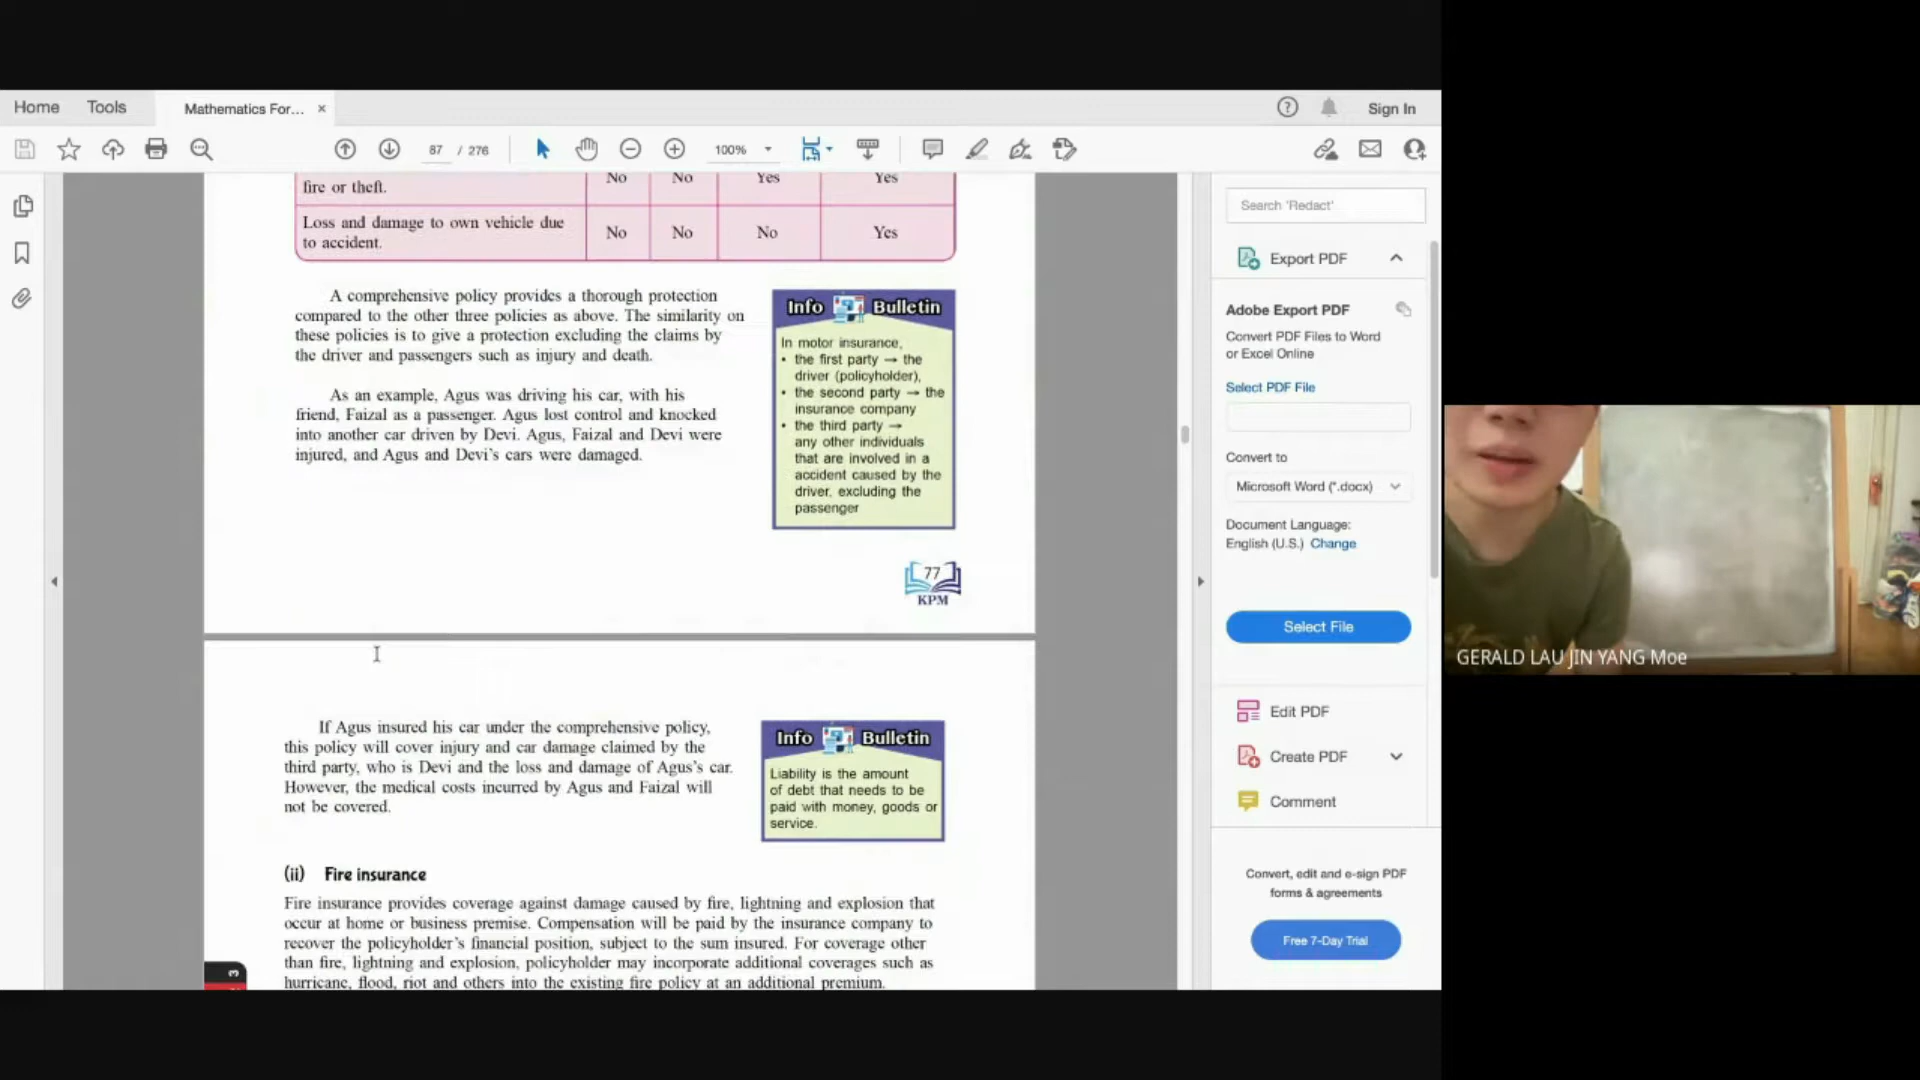 Home
Tools
Mathematics For...
Sign In
87 / 276
100%
fire or theft.
No
No
Yes
Yes
Loss and damage to own vehicle due
to accident.
No
No
No
Yes
A comprehensive policy provides a thorough protection
compared to the other three policies as above. The similarity on
these policies is to give a protection excluding the claims by
the driver and passengers such as injury and death.
As an example, Agus was driving his car, with his
friend, Faizal as a passenger. Agus lost control and knocked
into another car driven by Devi. Agus, Faizal and Devi were
injured, and Agus and Devi's cars were damaged.
Info Bulletin
In motor insurance,
• the first party → the
driver (policyholder),
• the second party → the
insurance company
• the third party →
any other individuals
that are involved in a
accident caused by the
driver, excluding the
passenger
77
KPM
If Agus insured his car under the comprehensive policy,
this policy will cover injury and car damage claimed by the
third party, who is Devi and the loss and damage of Agus's car.
However, the medical costs incurred by Agus and Faizal will
not be covered.
Info Bulletin
Liability is the amount
of debt that needs to be
paid with money, goods or
service.
(ii) Fire insurance
Fire insurance provides coverage against damage caused by fire, lightning and explosion that
occur at home or business premise. Compensation will be paid by the insurance company to
recover the policyholder's financial position, subject to the sum insured. For coverage other
than fire, lightning and explosion, policyholder may incorporate additional coverages such as
hurricane, flood, riot and others into the existing fire policy at an additional premium.
3
Search 'Redact'
Export PDF
Adobe Export PDF
Convert PDF Files to Word
or Excel Online
Select PDF File
Convert to
Microsoft Word (*.docx)
Document Language:
English (U.S.) Change
Select File
Edit PDF
Create PDF
Comment
Convert, edit and e-sign PDF
forms & agreements
Free 7-Day Trial
GERALD LAU JIN YANG Moe